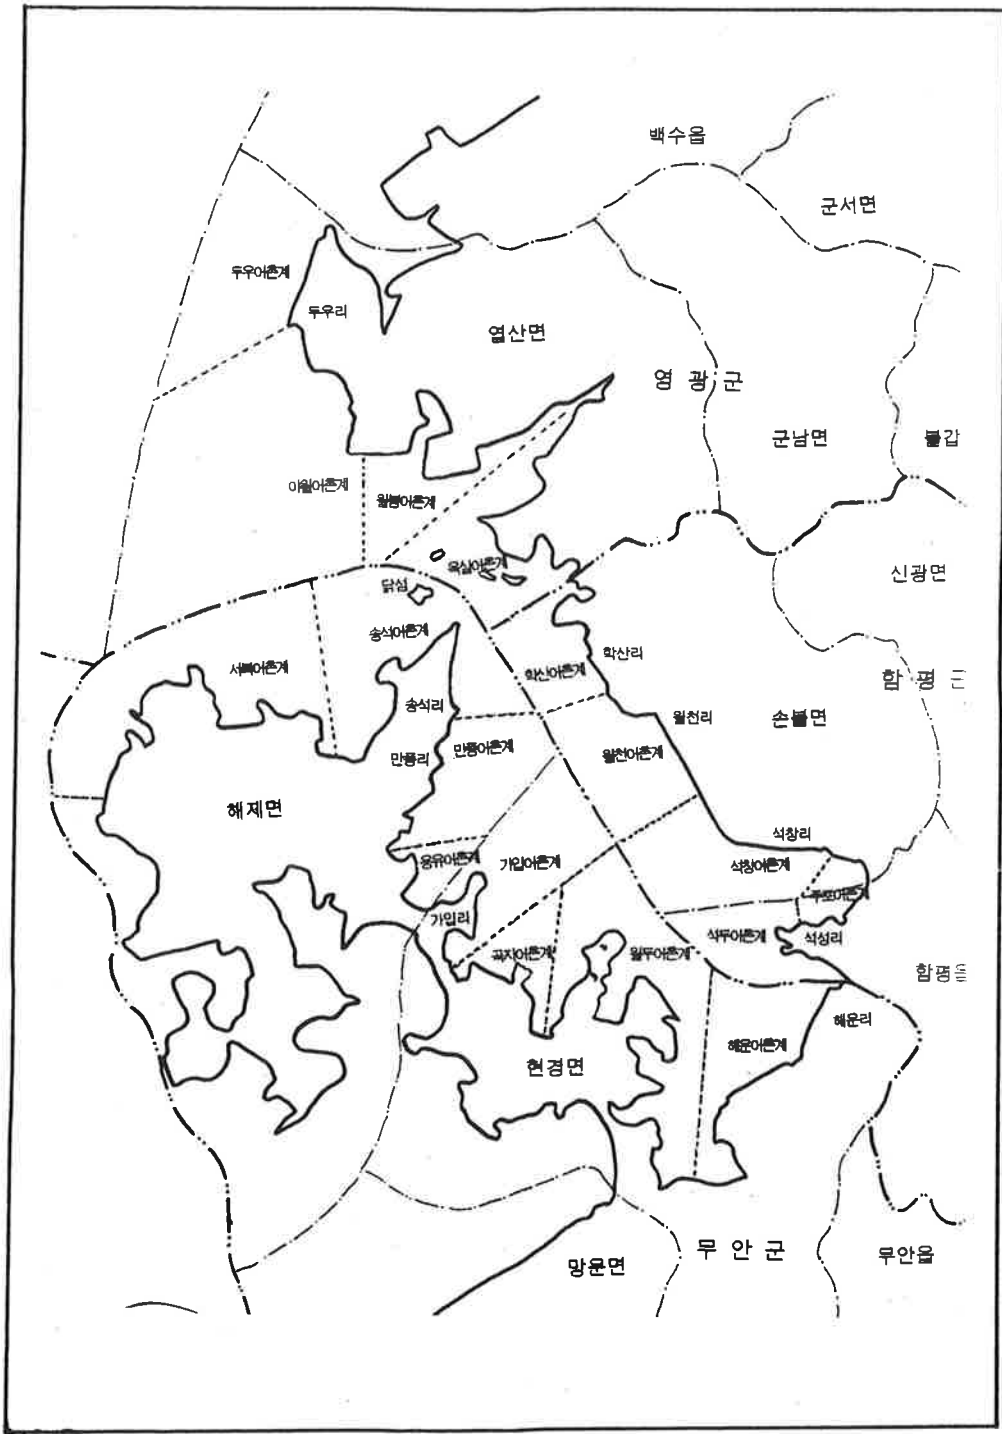 백수읍
군서면
두우어촌계
두우리
열산면
영 광 군
군남면
불갑
야월어촌계
월봉어촌계
옥실어촌계
닭섬
신광면
송석어촌계
서북어촌계
학산어촌계
학산리
함 평 군
송석리
월천리
손불면
만풍리
만풍어촌계
월천어촌계
해제면
석창리
용유어촌계
가입어촌계
석창어촌계
주포어촌계
가입리
곡지어촌계
월두어촌계
석두어촌계
석성리
함평읍
해운리
현경면
해운어촌계
망운면
무 안 군
무안읍